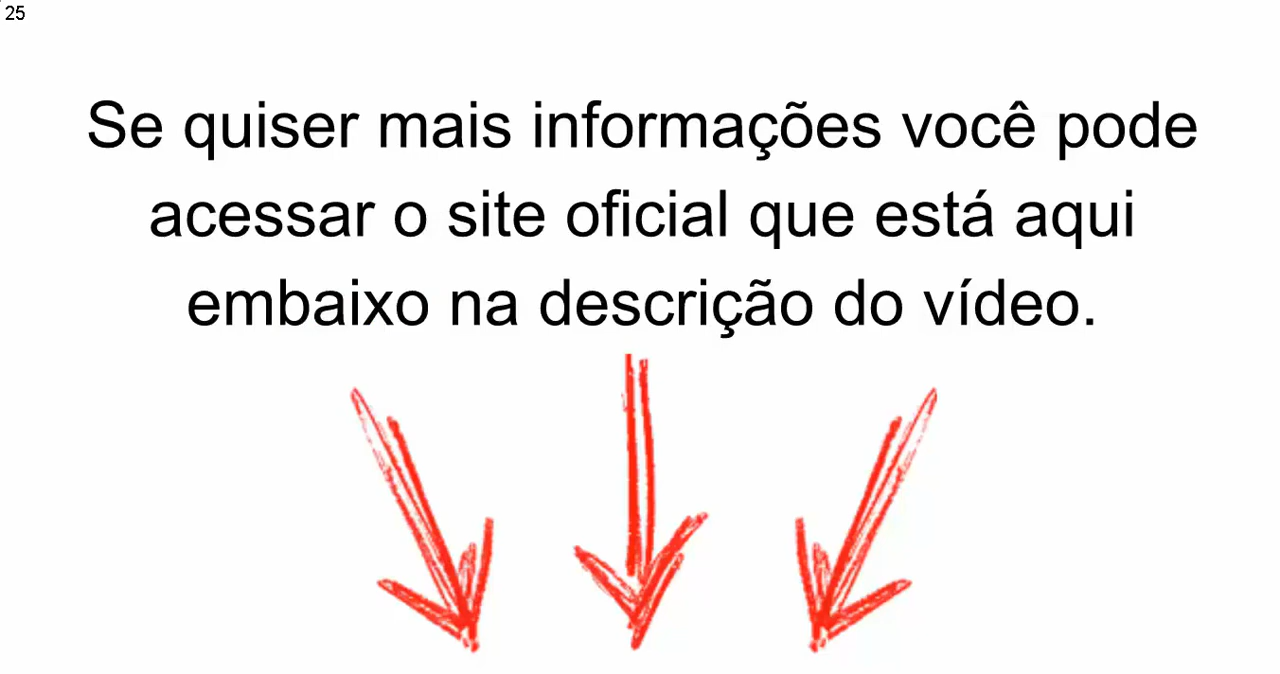 25
Se quiser mais informações você pode
acessar o site oficial que está aqui
embaixo na descrição do vídeo.